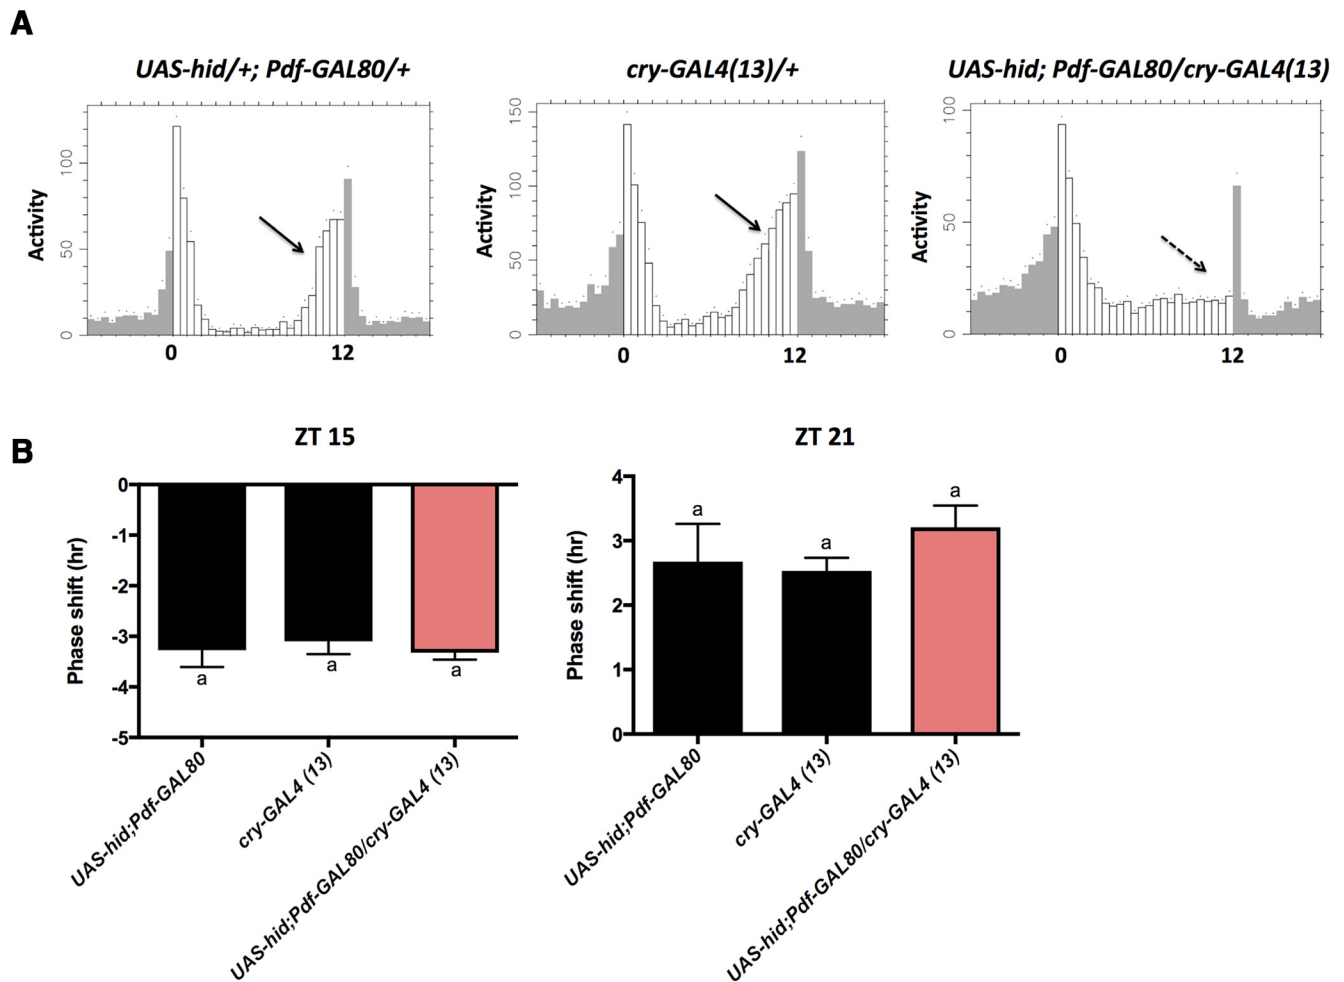 A
UAS-hid/+; Pdf-GAL80/+
cry-GAL4(13)/+
UAS-hid; Pdf-GAL80/cry-GAL4(13)
Activity
0
50
100
0
12
Activity
0
50
100
150
0
12
Activity
0
50
100
0
12
B
ZT 15
Phase shift (hr)
0
-1
-2
-3
-4
-5
a
a
a
UAS-hid;Pdf-GAL80
cry-GAL4 (13)
UAS-hid;Pdf-GAL80/cry-GAL4 (13)
ZT 21
Phase shift (hr)
4
3
2
1
0
a
a
a
UAS-hid;Pdf-GAL80
cry-GAL4 (13)
UAS-hid;Pdf-GAL80/cry-GAL4 (13)